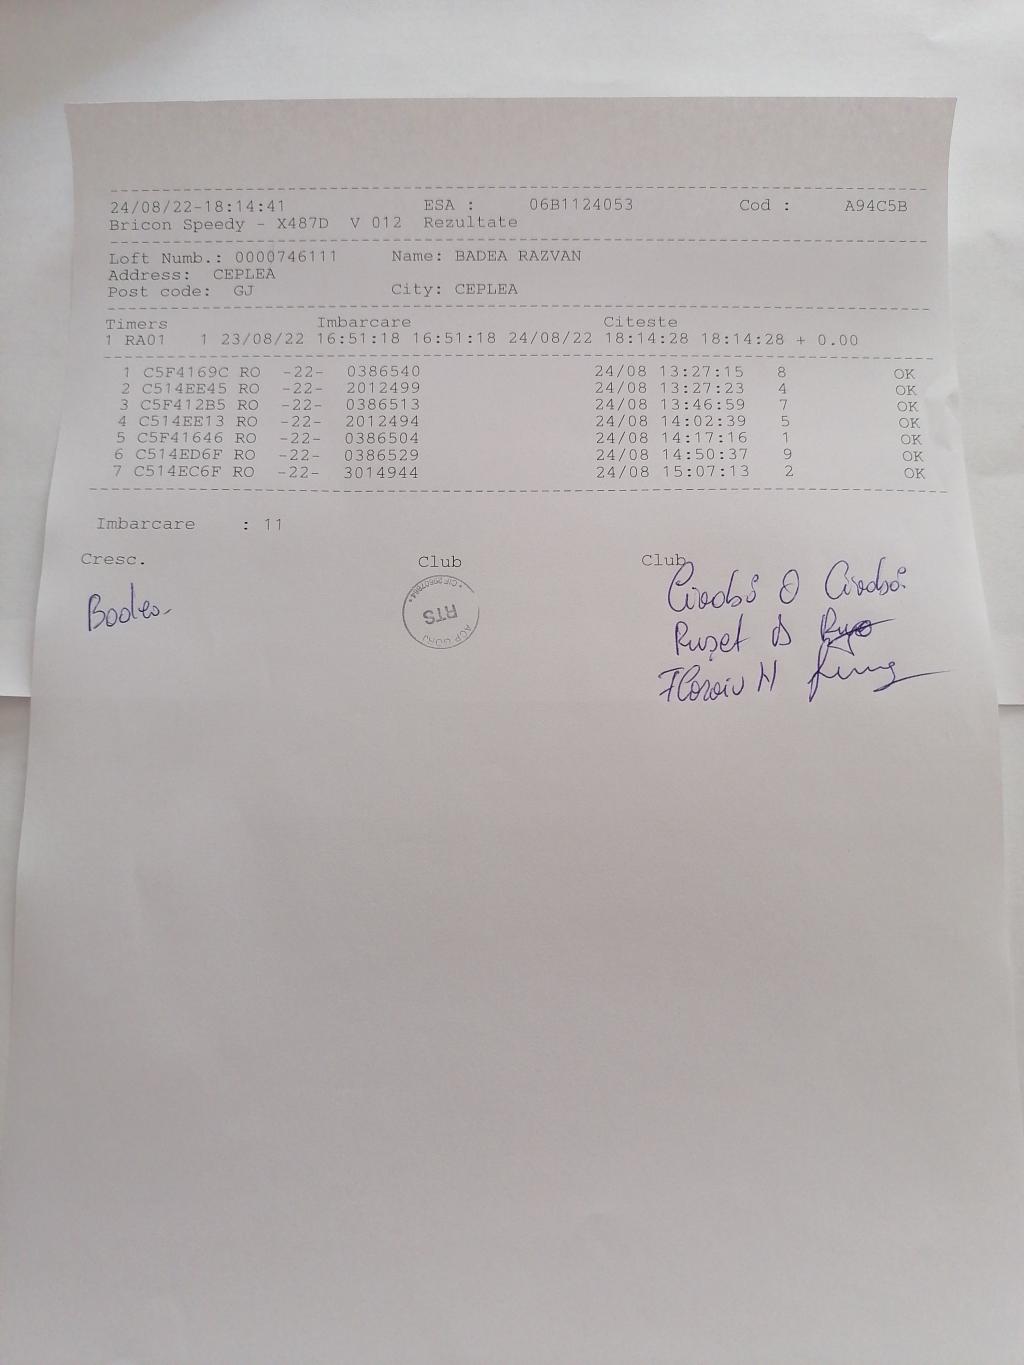 24/08/22-18:14:41 ESA : 06B1124053 Cod : A94C5B
Bricon Speedy - X487D V 012 Rezultate
Loft Numb.: 0000746111 Name: BADEA RAZVAN
Address: CEPLEA
Post code: GJ City: CEPLEA
Timers Imbarcare Citeste
1 RA01 1 23/08/22 16:51:18 16:51:18 24/08/22 18:14:28 18:14:28 + 0.00
1 C5F4169C RO -22- 0386540 24/08 13:27:15 8 OK
2 C514EE45 RO -22- 2012499 24/08 13:27:23 4 OK
3 C5F412B5 RO -22- 0386513 24/08 13:46:59 7 OK
4 C514EE13 RO -22- 2012494 24/08 14:02:39 5 OK
5 C5F41646 RO -22- 0386504 24/08 14:17:16 1 OK
6 C514ED6F RO -22- 0386529 24/08 14:50:37 9 OK
7 C514EC6F RO -22- 3014944 24/08 15:07:13 2 OK
Imbarcare : 11
Cresc. Club Club
RTS
ACP GORJ
Rușet D
Floroiu N